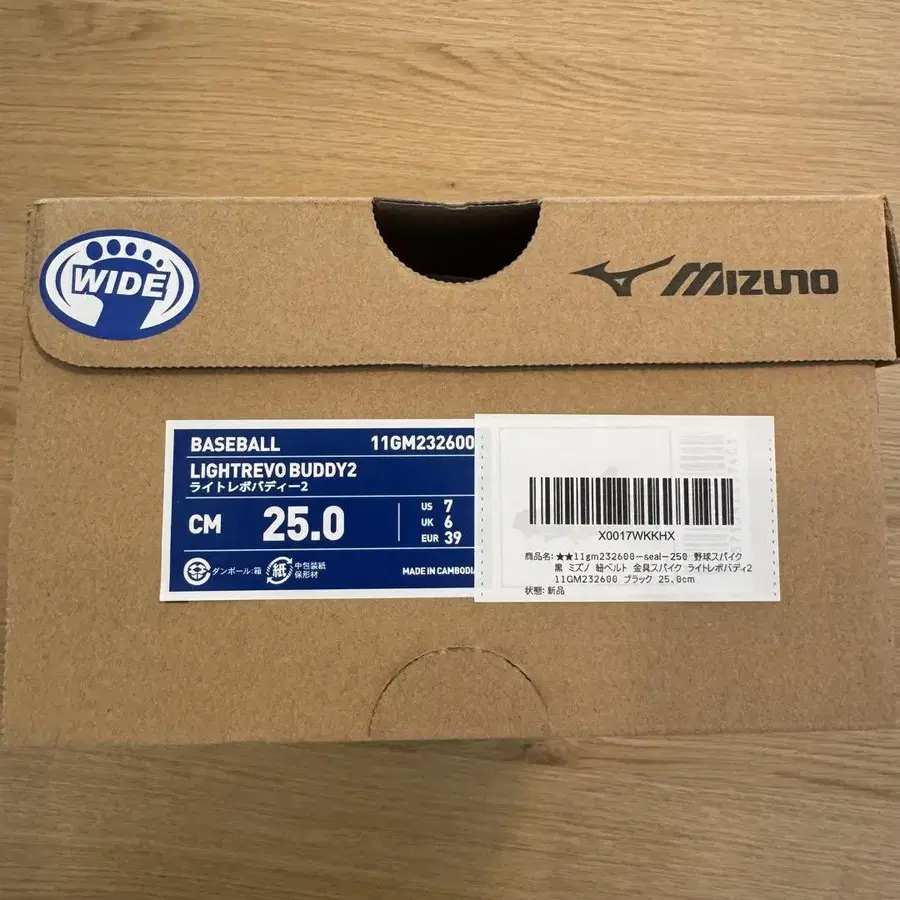 WIDE
MIZUNO
BASEBALL 11GM232600
LIGHTREVO BUDDY2
ライトレボバディー2
CM 25.0
US 7
UK 6
EUR 39
ダンボール:箱
紙
中包装紙
保形材
MADE IN CAMBODIA
X0017WKKHX
商品名:★★11gm232600-seal-250 野球スパイク
黒 ミズノ 紐ベルト 金具スパイク ライトレボバディ2
11GM232600 ブラック 25.0cm
状態:新品